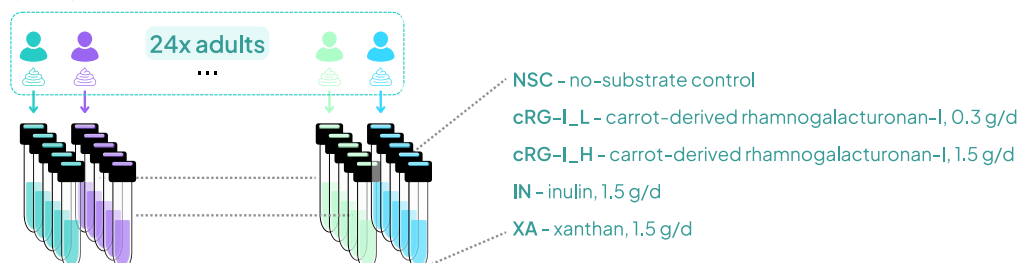 24x adults
...
NSC - no-substrate control
cRG-I_L - carrot-derived rhamnogalacturonan-I, 0.3 g/d
cRG-I_H - carrot-derived rhamnogalacturonan-I, 1.5 g/d
IN - inulin, 1.5 g/d
XA - xanthan, 1.5 g/d